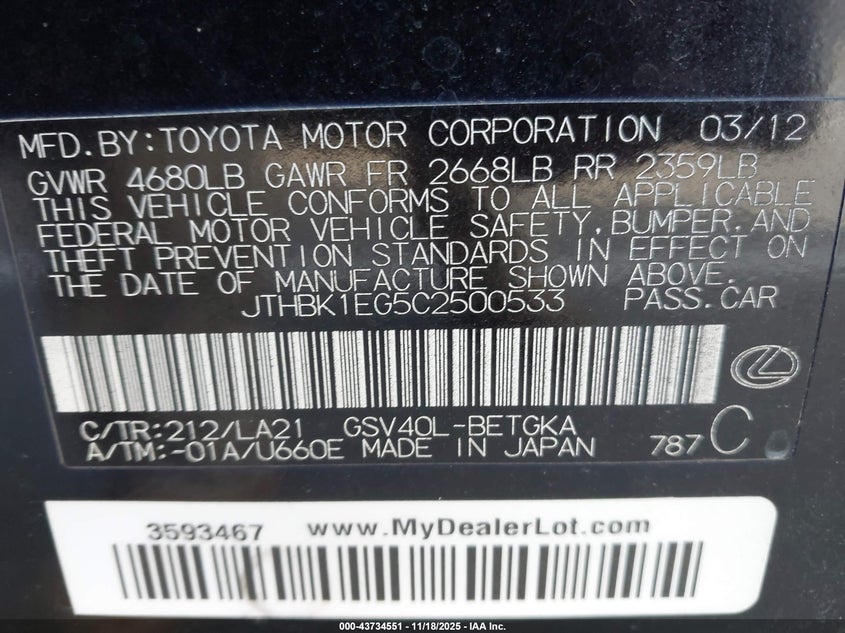 MFD.BY:TOYOTA MOTOR CORPORATION 03/12
GVWR 4680LB GAWR FR 2668LB RR 2359LB
THIS VEHICLE CONFORMS TO ALL APPLICABLE
FEDERAL MOTOR VEHICLE SAFETY,BUMPER,AND
THEFT PREVENTION STANDARDS IN EFFECT ON
THE DATE OF MANUFACTURE SHOWN ABOVE.
JTHBK1EG5C2500533 PASS.CAR
C/TR:212/LA21 GSV40L-BETGKA
A/TM:-01A/U660E MADE IN JAPAN 787 C
3593467 www.MyDealerLot.com
000-43734551 | 11/18/2025 - IAA Inc.